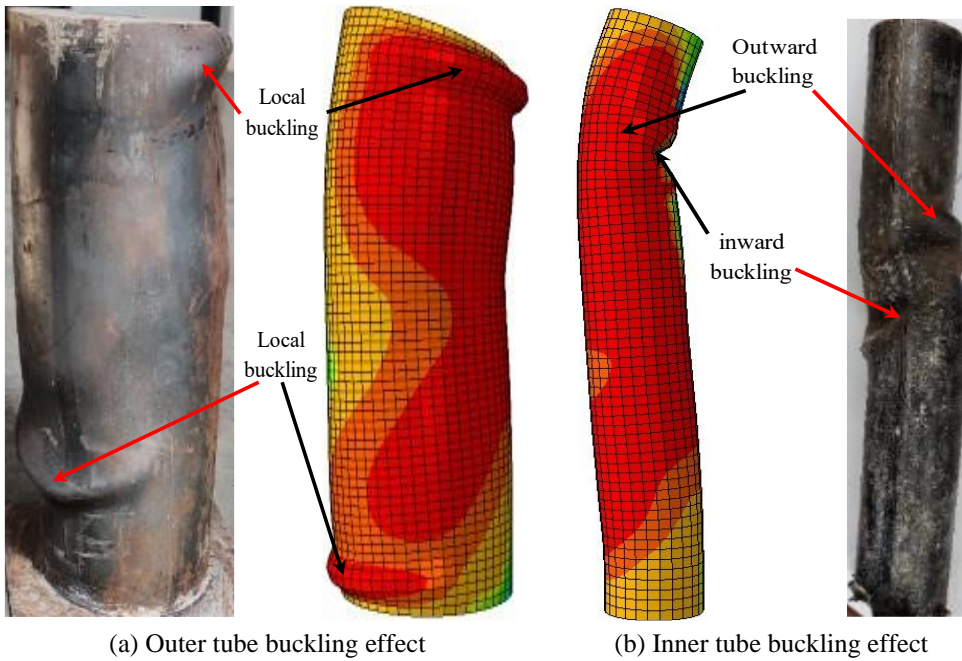 Local
buckling
Outward
buckling
inward
buckling
Local
buckling
(a) Outer tube buckling effect
(b) Inner tube buckling effect